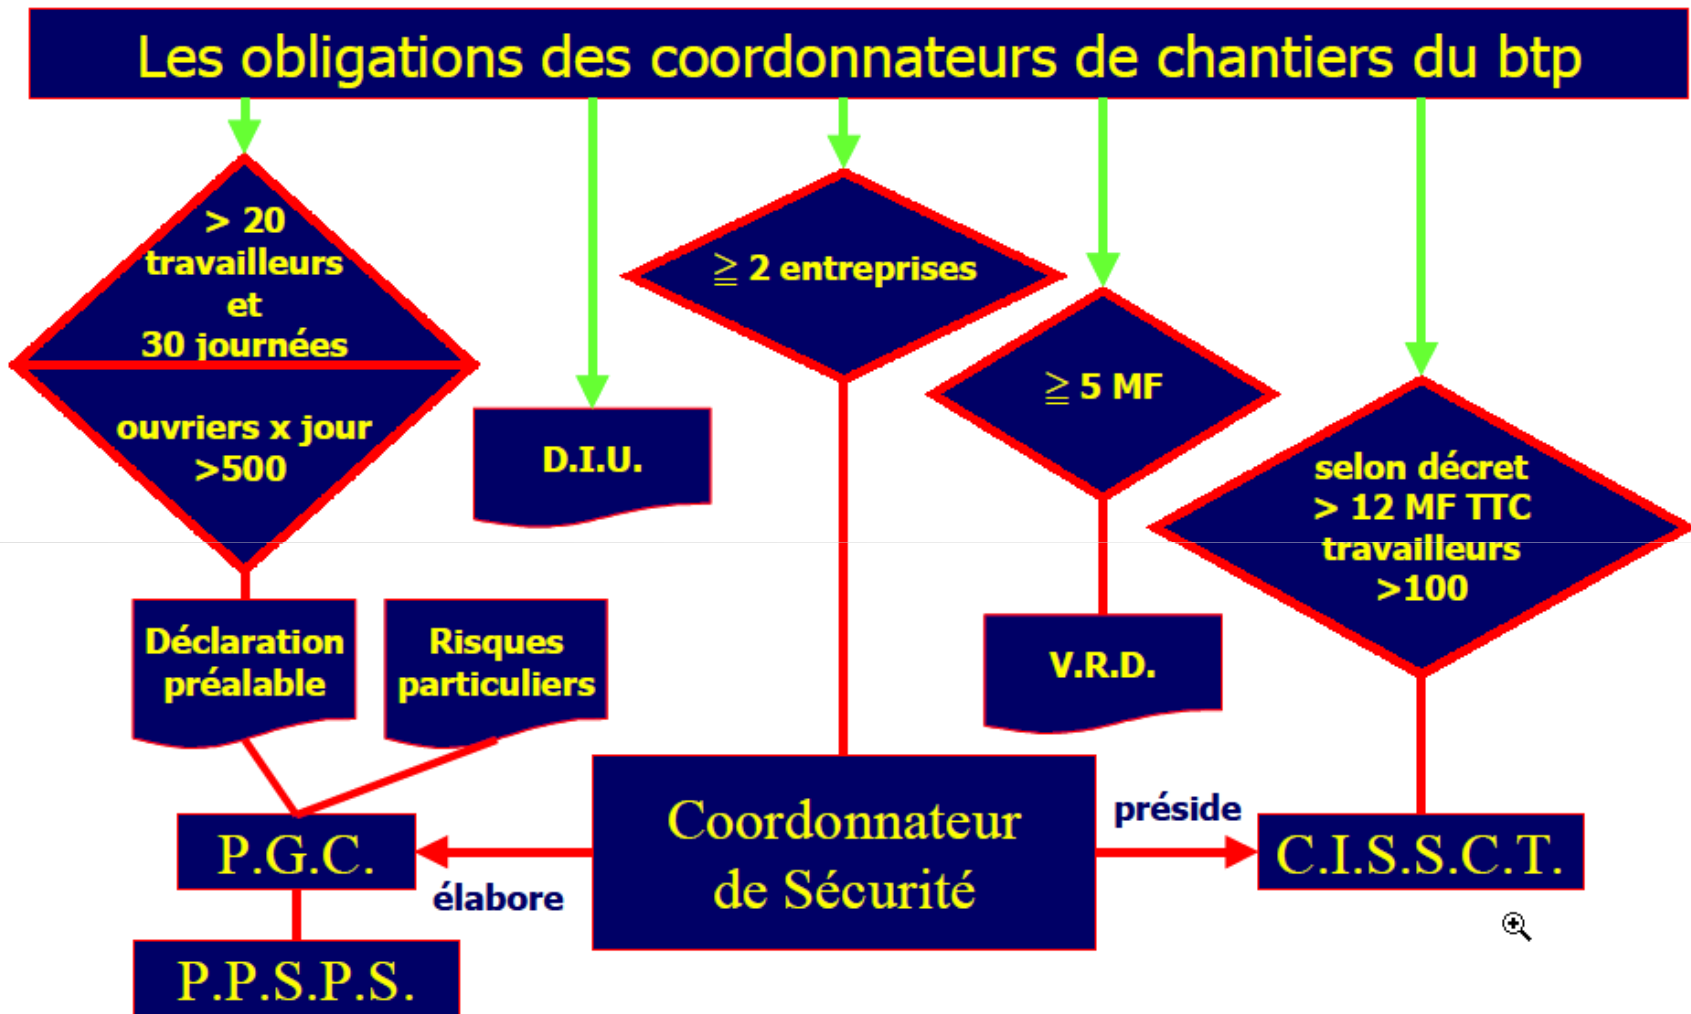 Les obligations des coordonnateurs de chantiers du btp
> 20
travailleurs
et
30 journées
ouvriers x jour
>500
D.I.U.
≧ 2 entreprises
≧ 5 MF
selon décret
> 12 MF TTC
travailleurs
>100
Déclaration
préalable
Risques
particuliers
V.R.D.
P.G.C.
élabore
Coordonnateur
de Sécurité
préside
C.I.S.S.C.T.
P.P.S.P.S.